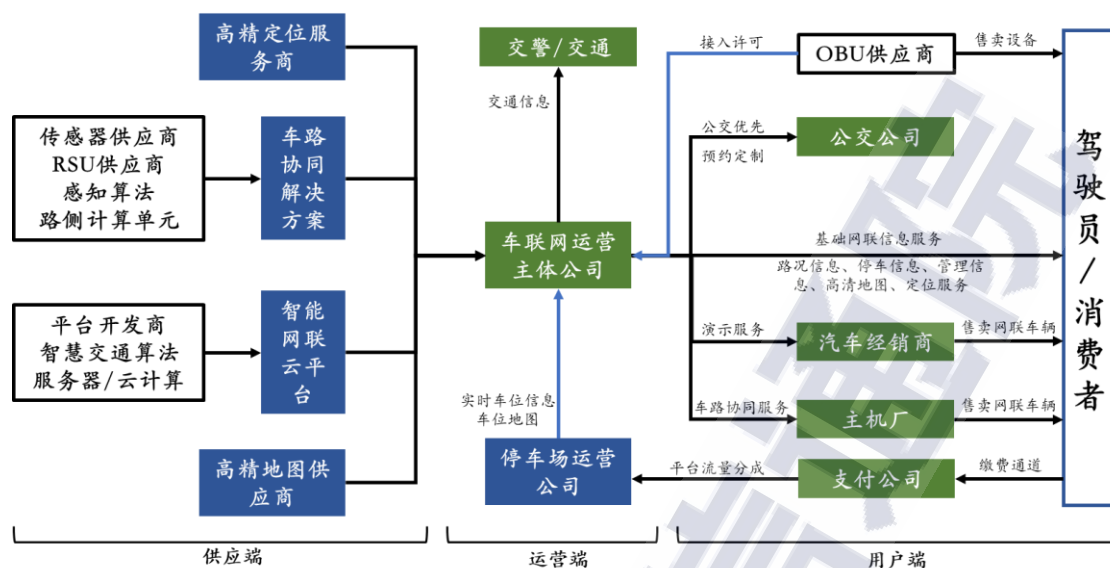 高精定位服
务商
传感器供应商
RSU供应商
感知算法
路侧计算单元
车路
协同
解决
方案
平台开发商
智慧交通算法
服务器/云计算
智能
网联
云平
台
高精地图供
应商
供应端
交警/交通
交通信息
车联网运营
主体公司
实时车位信息
车位地图
停车场运营
公司
运营端
接入许可
OBU供应商
售卖设备
公交优先
预约定制
公交公司
基础网联信息服务
路况信息、停车信息、管理信
息、高清地图、定位服务
演示服务
汽车经销商
售卖网联车辆
车路协同服务
主机厂
售卖网联车辆
平台流量分成
支付公司
缴费通道
驾驶员/消费者
用户端